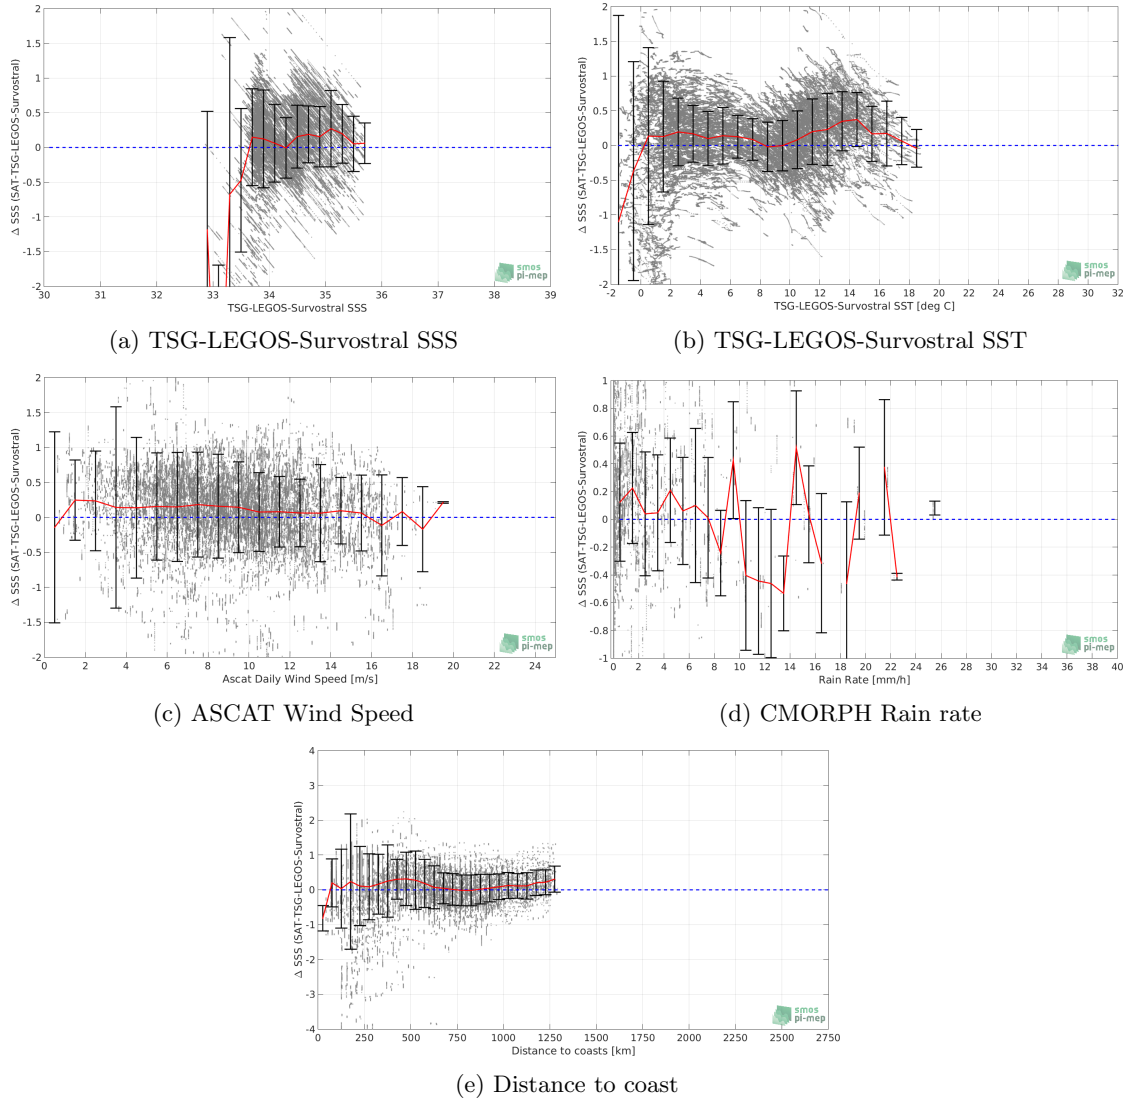 2
1.5
1
0.5
0
-0.5
-1
-1.5
-2
Δ SSS (SAT-TSG-LEGOS-Survostral)
30 31 32 33 34 35 36 37 38 39
TSG-LEGOS-Survostral SSS
smos
pi-mep
(a) TSG-LEGOS-Survostral SSS
2
1.5
1
0.5
0
-0.5
-1
-1.5
-2
Δ SSS (SAT-TSG-LEGOS-Survostral)
-2 0 2 4 6 8 10 12 14 16 18 20 22 24 26 28 30 32
TSG-LEGOS-Survostral SST [deg C]
smos
pi-mep
(b) TSG-LEGOS-Survostral SST
2
1.5
1
0.5
0
-0.5
-1
-1.5
-2
Δ SSS (SAT-TSG-LEGOS-Survostral)
0 2 4 6 8 10 12 14 16 18 20 22 24
Ascat Daily Wind Speed [m/s]
smos
pi-mep
(c) ASCAT Wind Speed
1
0.8
0.6
0.4
0.2
0
-0.2
-0.4
-0.6
-0.8
-1
Δ SSS (SAT-TSG-LEGOS-Survostral)
0 2 4 6 8 10 12 14 16 18 20 22 24 26 28 30 32 34 36 38 40
Rain Rate [mm/h]
smos
pi-mep
(d) CMORPH Rain rate
4
3
2
1
0
-1
-2
-3
-4
Δ SSS (SAT-TSG-LEGOS-Survostral)
0 250 500 750 1000 1250 1500 1750 2000 2250 2500 2750
Distance to coasts [km]
smos
pi-mep
(e) Distance to coast